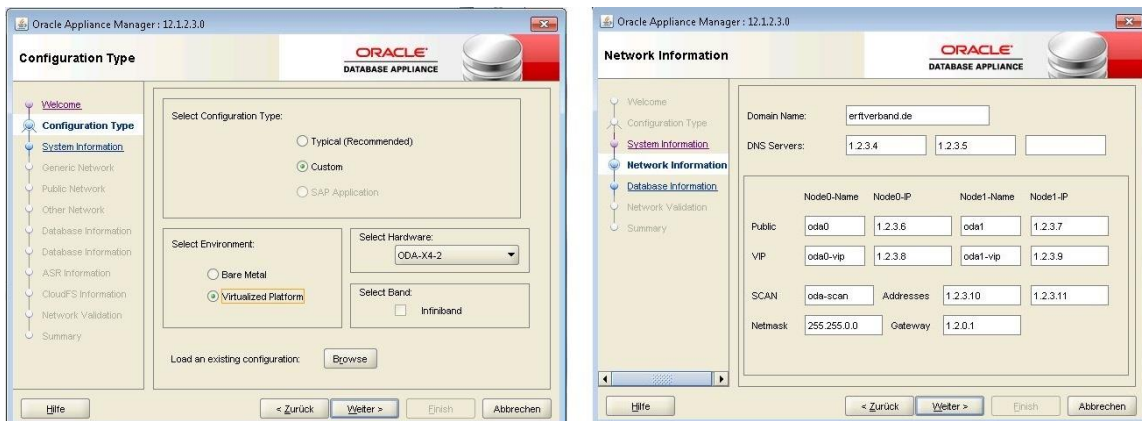 Oracle Appliance Manager : 12.1.2.3.0
Configuration Type
ORACLE®
DATABASE APPLIANCE
Welcome
Configuration Type
System Information
Generic Network
Public Network
Other Network
Database Information
Database Information
ASR Information
CloudFS Information
Network Validation
Summary
Select Configuration Type:
Typical (Recommended)
Custom
SAP Application
Select Environment:
Bare Metal
Virtualized Platform
Select Hardware:
ODA-X4-2
Select Band:
Infiniband
Load an existing configuration: Browse
Hilfe < Zurück Weiter > Finish Abbrechen
Oracle Appliance Manager : 12.1.2.3.0
Network Information
ORACLE®
DATABASE APPLIANCE
Welcome
Configuration Type
System Information
Network Information
Database Information
Network Validation
Summary
Domain Name: erftverband.de
DNS Servers: 1.2.3.4 1.2.3.5
Node0-Name Node0-IP Node1-Name Node1-IP
Public oda0 1.2.3.6 oda1 1.2.3.7
VIP oda0-vip 1.2.3.8 oda1-vip 1.2.3.9
SCAN oda-scan Addresses 1.2.3.10 1.2.3.11
Netmask 255.255.0.0 Gateway 1.2.0.1
Hilfe < Zurück Weiter > Finish Abbrechen